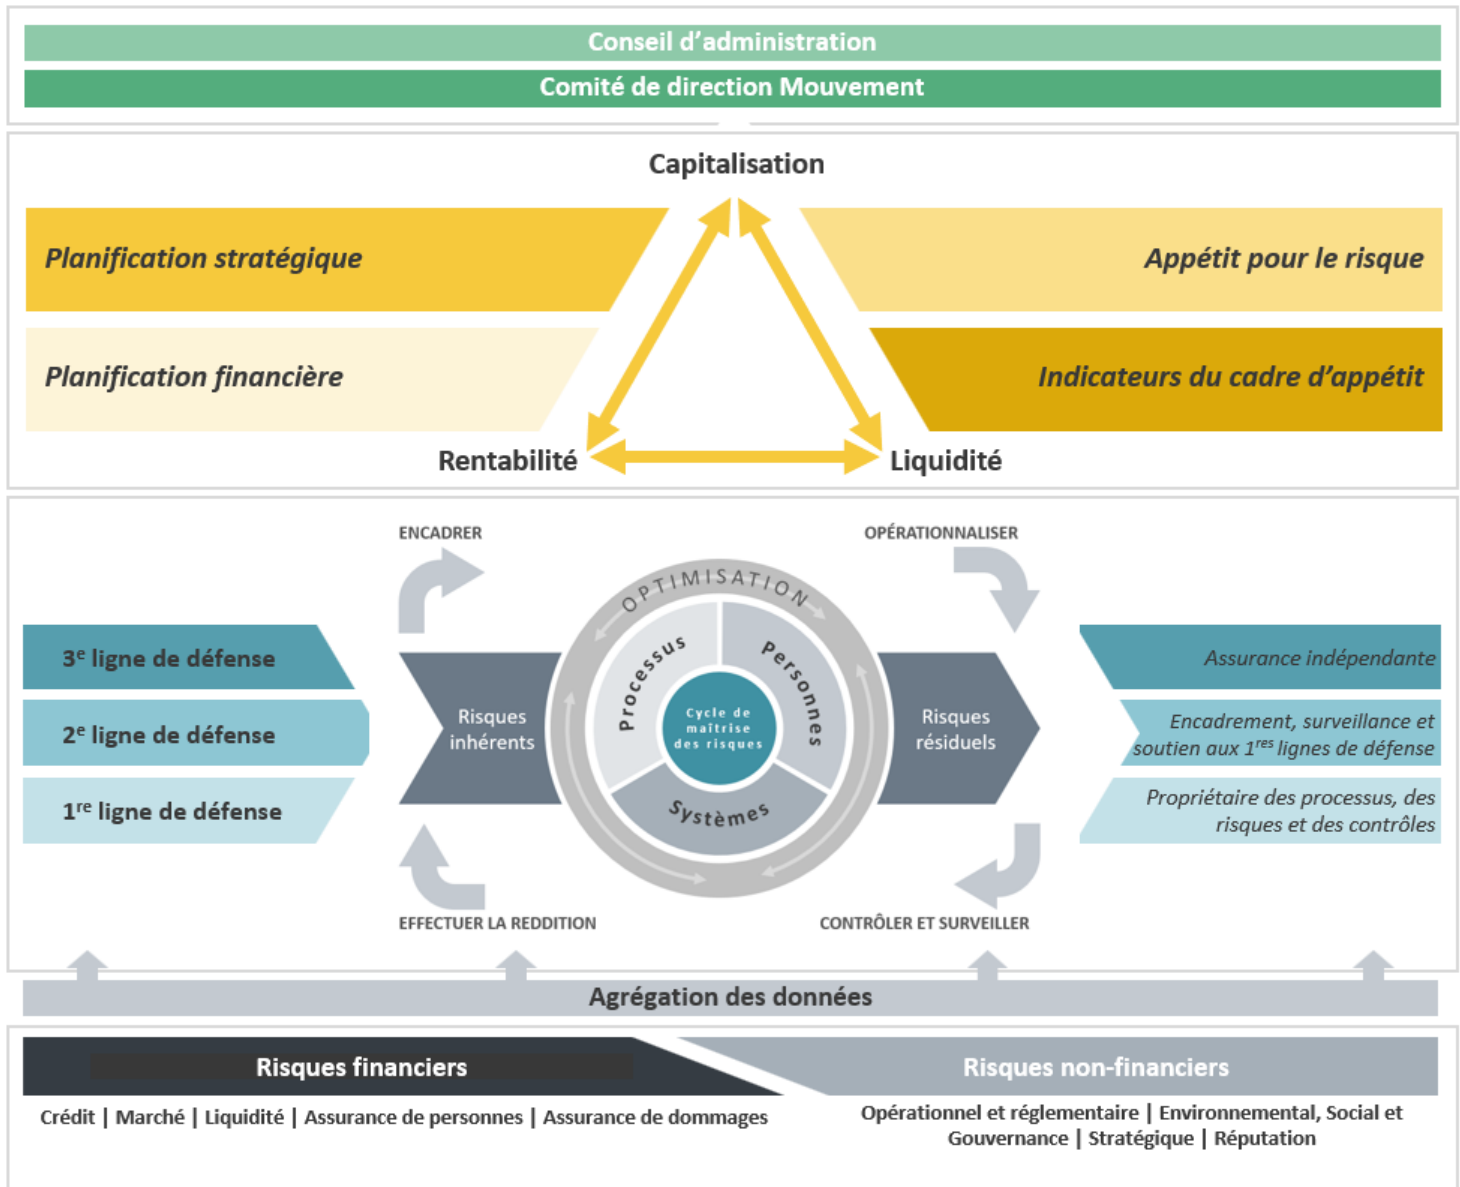 Conseil d’administration
Comité de direction Mouvement
Capitalisation
Planification stratégique
Appétit pour le risque
Planification financière
Indicateurs du cadre d’appétit
Rentabilité
Liquidité
ENCADRER
OPÉRATIONNALISER
OPTIMISATION
3e ligne de défense
2e ligne de défense
1re ligne de défense
Risques
inhérents
Processus
Personnes
Systèmes
Cycle de
maîtrise
des risques
Risques
résiduels
Assurance indépendante
Encadrement, surveillance et
soutien aux 1res lignes de défense
Propriétaire des processus, des
risques et des contrôles
EFFECTUER LA REDDITION
CONTRÔLER ET SURVEILLER
Agrégation des données
Risques financiers
Risques non-financiers
Crédit | Marché | Liquidité | Assurance de personnes | Assurance de dommages
Opérationnel et réglementaire | Environnemental, Social et
Gouvernance | Stratégique | Réputation